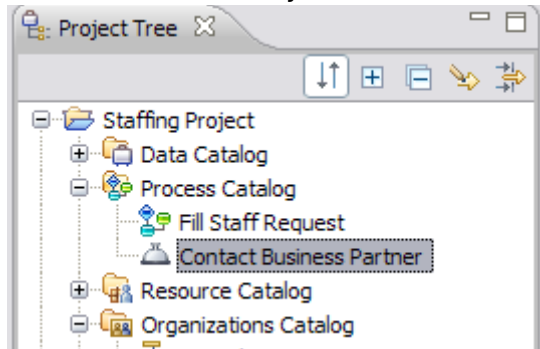 Project Tree
Staffing Project
Data Catalog
Process Catalog
Fill Staff Request
Contact Business Partner
Resource Catalog
Organizations Catalog